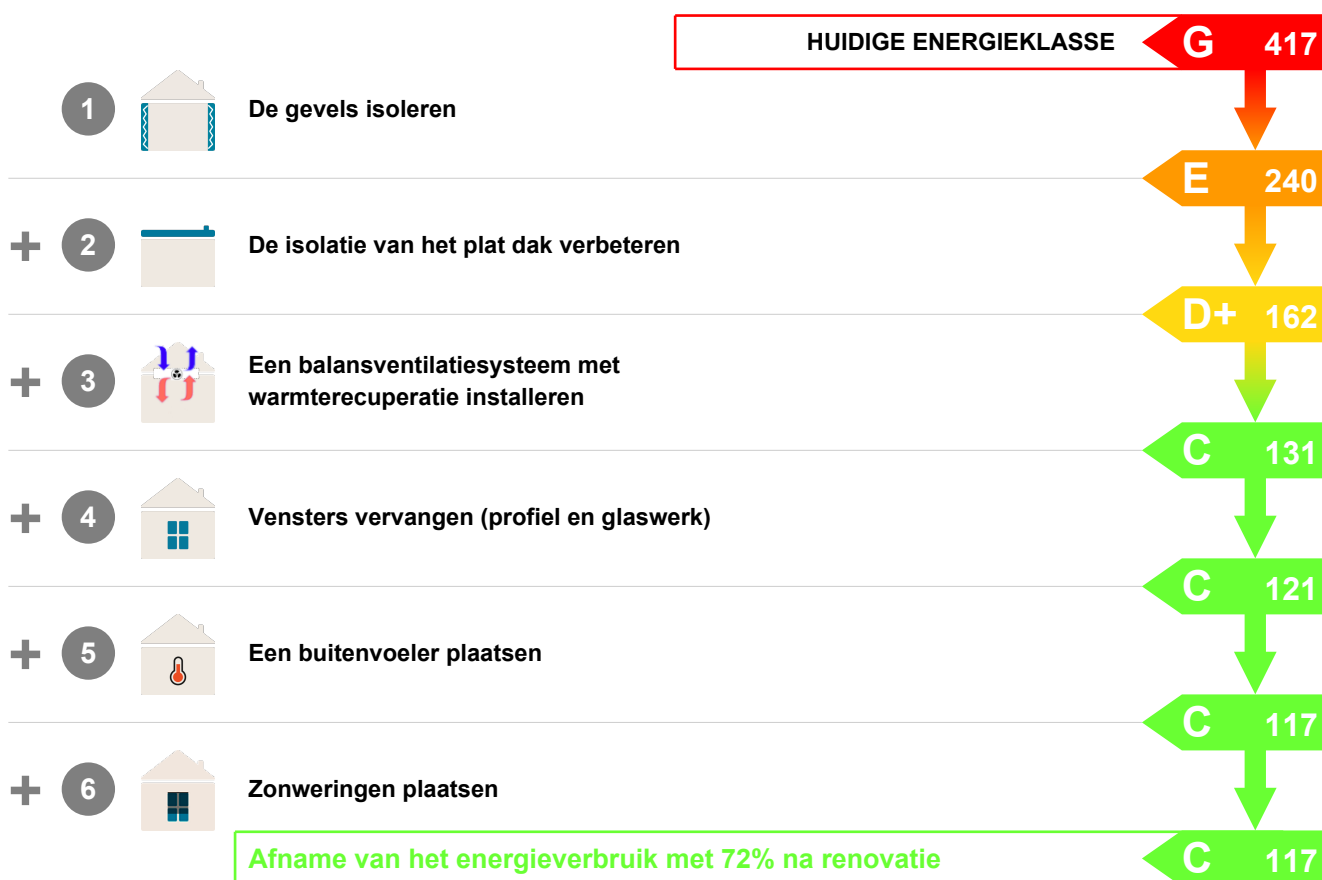 HUIDIGE ENERGIEKLASSE G 417
1 De gevels isoleren
E 240
+ 2 De isolatie van het plat dak verbeteren
D+ 162
+ 3 Een balansventilatiesysteem met
warmterecuperatie installeren
C 131
+ 4 Vensters vervangen (profiel en glaswerk)
C 121
+ 5 Een buitenvoeler plaatsen
C 117
+ 6 Zonweringen plaatsen
Afname van het energieverbruik met 72% na renovatie C 117